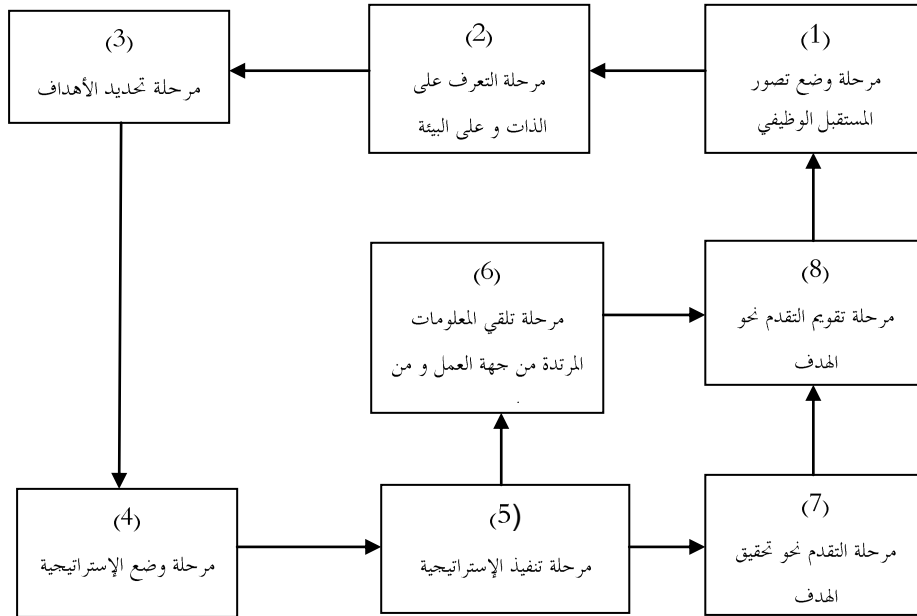 (1)
مرحلة وضع تصور
المستقبل الوظيفي
(2)
مرحلة التعرف على
الذات و على البيئة
(3)
مرحلة تحديد الأهداف
(4)
مرحلة وضع الإستراتيجية
(5)
مرحلة تنفيذ الإستراتيجية
(6)
مرحلة تلقي المعلومات
المرتدة من جهة العمل و من
(7)
مرحلة التقدم نحو تحقيق
الهدف
(8)
مرحلة تقويم التقدم نحو
الهدف